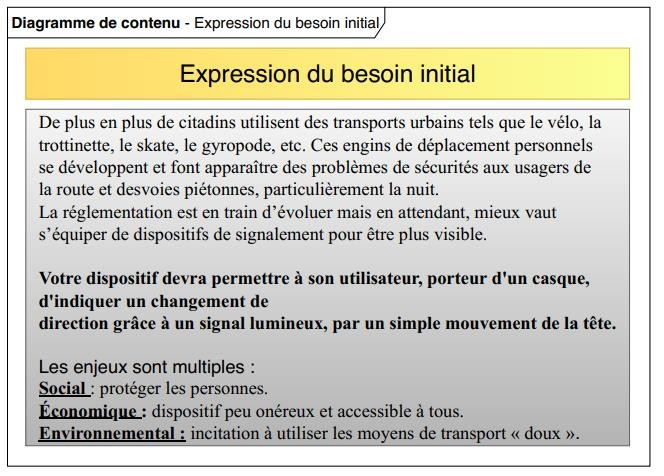 Diagramme de contenu - Expression du besoin initial
Expression du besoin initial
De plus en plus de citadins utilisent des transports urbains tels que le vélo, la
trottinette, le skate, le gyropode, etc. Ces engins de déplacement personnels
se développent et font apparaître des problèmes de sécurités aux usagers de
la route et desvoies piétonnes, particulièrement la nuit.
La réglementation est en train d’évoluer mais en attendant, mieux vaut
s’équiper de dispositifs de signalement pour être plus visible.
Votre dispositif devra permettre à son utilisateur, porteur d'un casque,
d'indiquer un changement de
direction grâce à un signal lumineux, par un simple mouvement de la tête.
Les enjeux sont multiples :
Social : protéger les personnes.
Économique : dispositif peu onéreux et accessible à tous.
Environnemental : incitation à utiliser les moyens de transport « doux ».